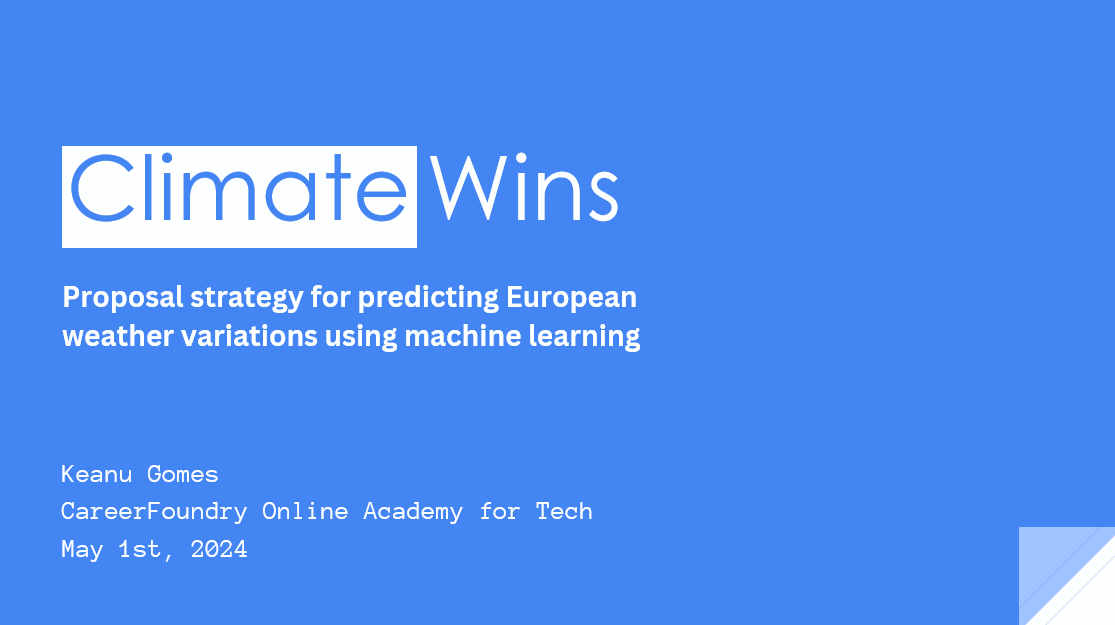 Climate Wins
Proposal strategy for predicting European
weather variations using machine learning
Keanu Gomes
CareerFoundry Online Academy for Tech
May 1st, 2024